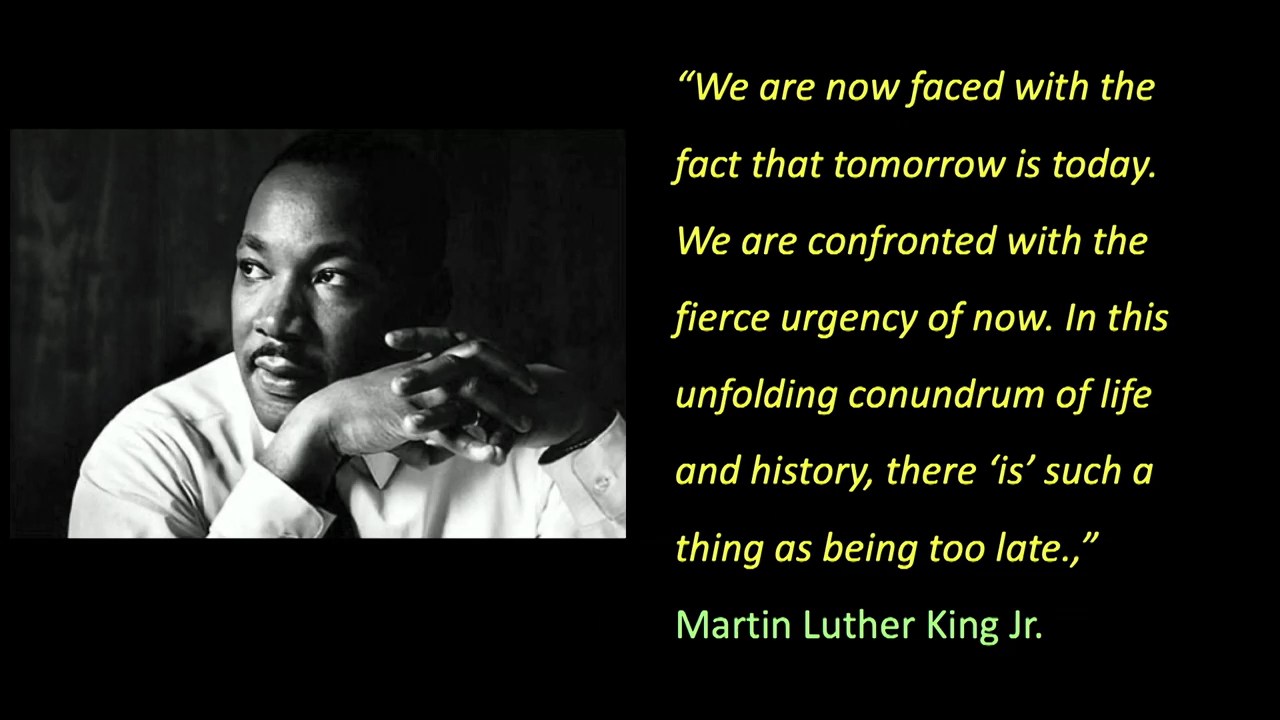 “We are now faced with the
fact that tomorrow is today.
We are confronted with the
fierce urgency of now. In this
unfolding conundrum of life
and history, there ‘is’ such a
thing as being too late.,”
Martin Luther King Jr.